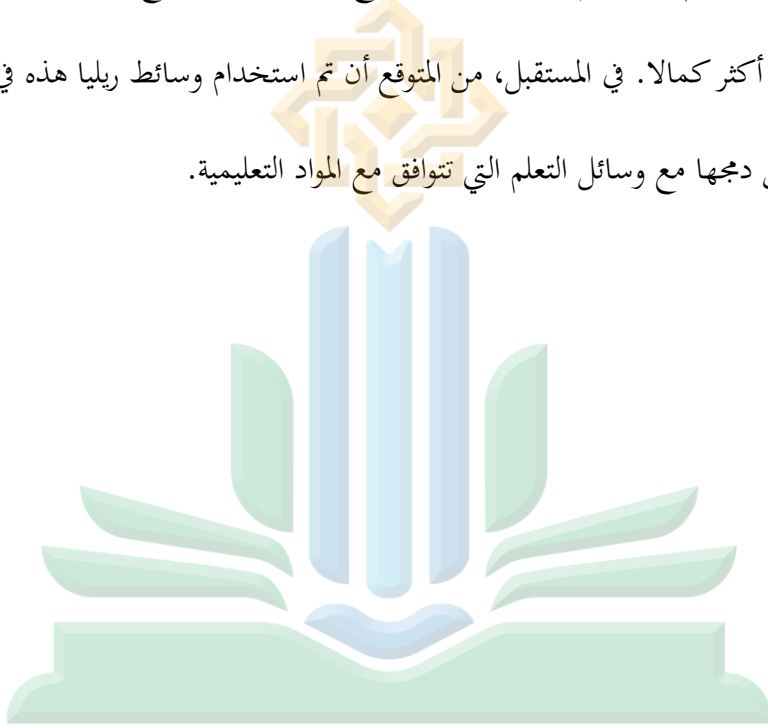 أكثر كمالا. في المستقبل، من المتوقع أن تم استخدام وسائط ريليا هذه في
دمجها مع وسائل التعلم التي تتوافق مع المواد التعليمية.